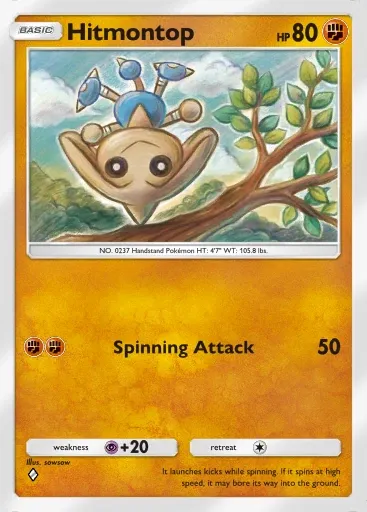 BASIC Hitmontop HP 80
NO. 0237 Handstand Pokémon HT: 4'7" WT: 105.8 lbs.
Spinning Attack 50
weakness +20 retreat
Illus. sowsow
It launches kicks while spinning. If it spins at high
speed, it may bore its way into the ground.